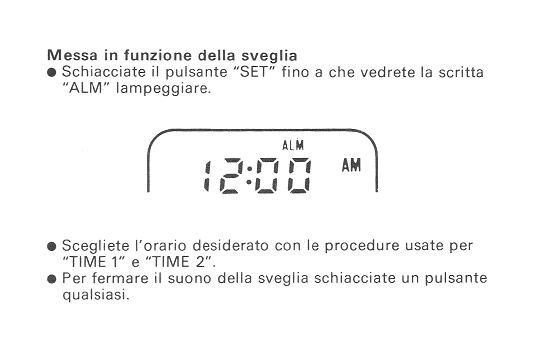 Messa in funzione della sveglia
● Schiacciate il pulsante “SET” fino a che vedrete la scritta
“ALM” lampeggiare.
ALM
12:00 AM
● Scegliete l’orario desiderato con le procedure usate per
“TIME 1” e “TIME 2”.
● Per fermare il suono della sveglia schiacciate un pulsante
qualsiasi.